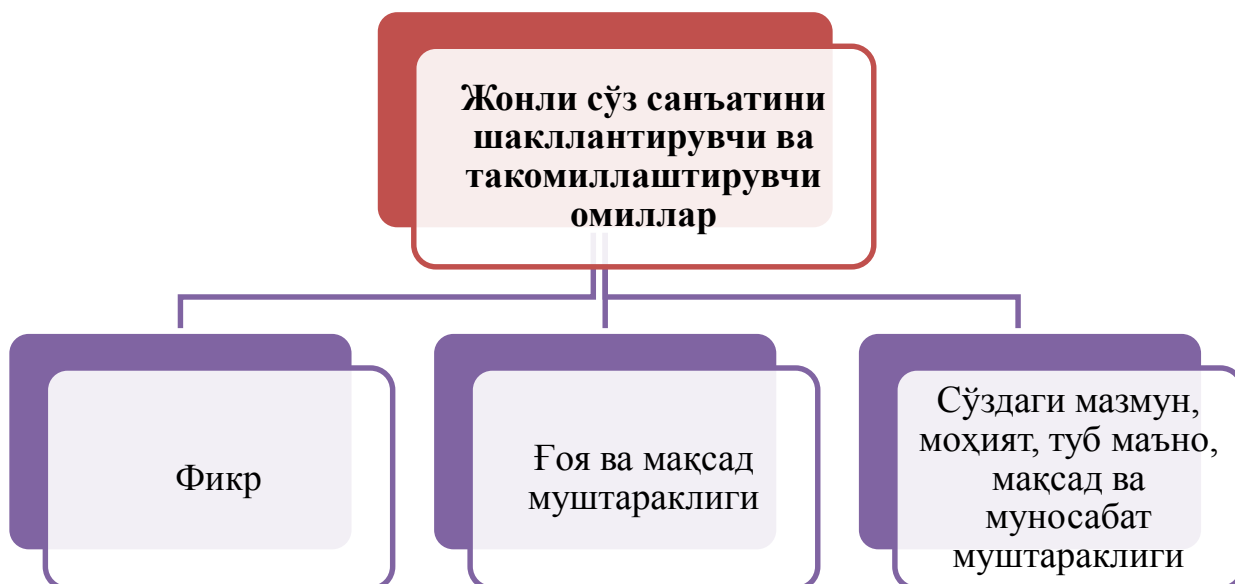 Жонли сўз санъатини
шакллантирувчи ва
такомиллаштирувчи
омиллар
Фикр
Ғоя ва мақсад
муштараклиги
Сўздаги мазмун,
моҳият, туб маъно,
мақсад ва
муносабат
муштараклиги